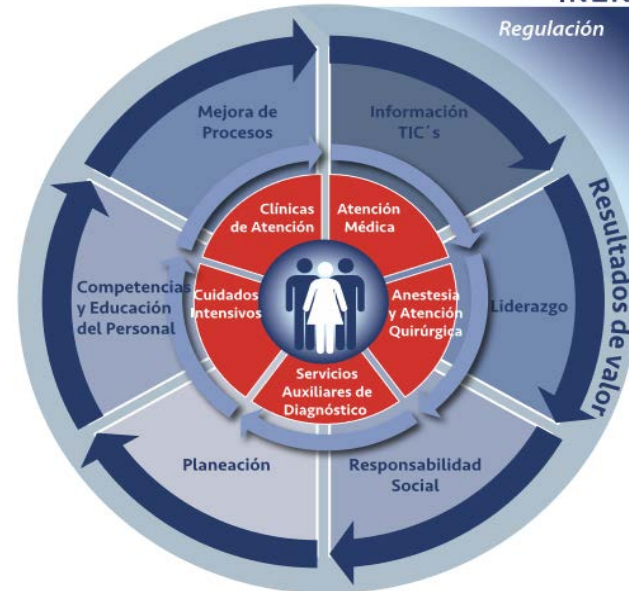 Regulación
Mejora de
Procesos
Información
TIC´s
Resultados de valor
Clínicas
de Atención
Atención
Médica
Competencias
y Educación
del Personal
Cuidados
Intensivos
Anestesia
y Atención
Quirúrgica
Liderazgo
Servicios
Auxiliares de
Diagnóstico
Planeación
Responsabilidad
Social